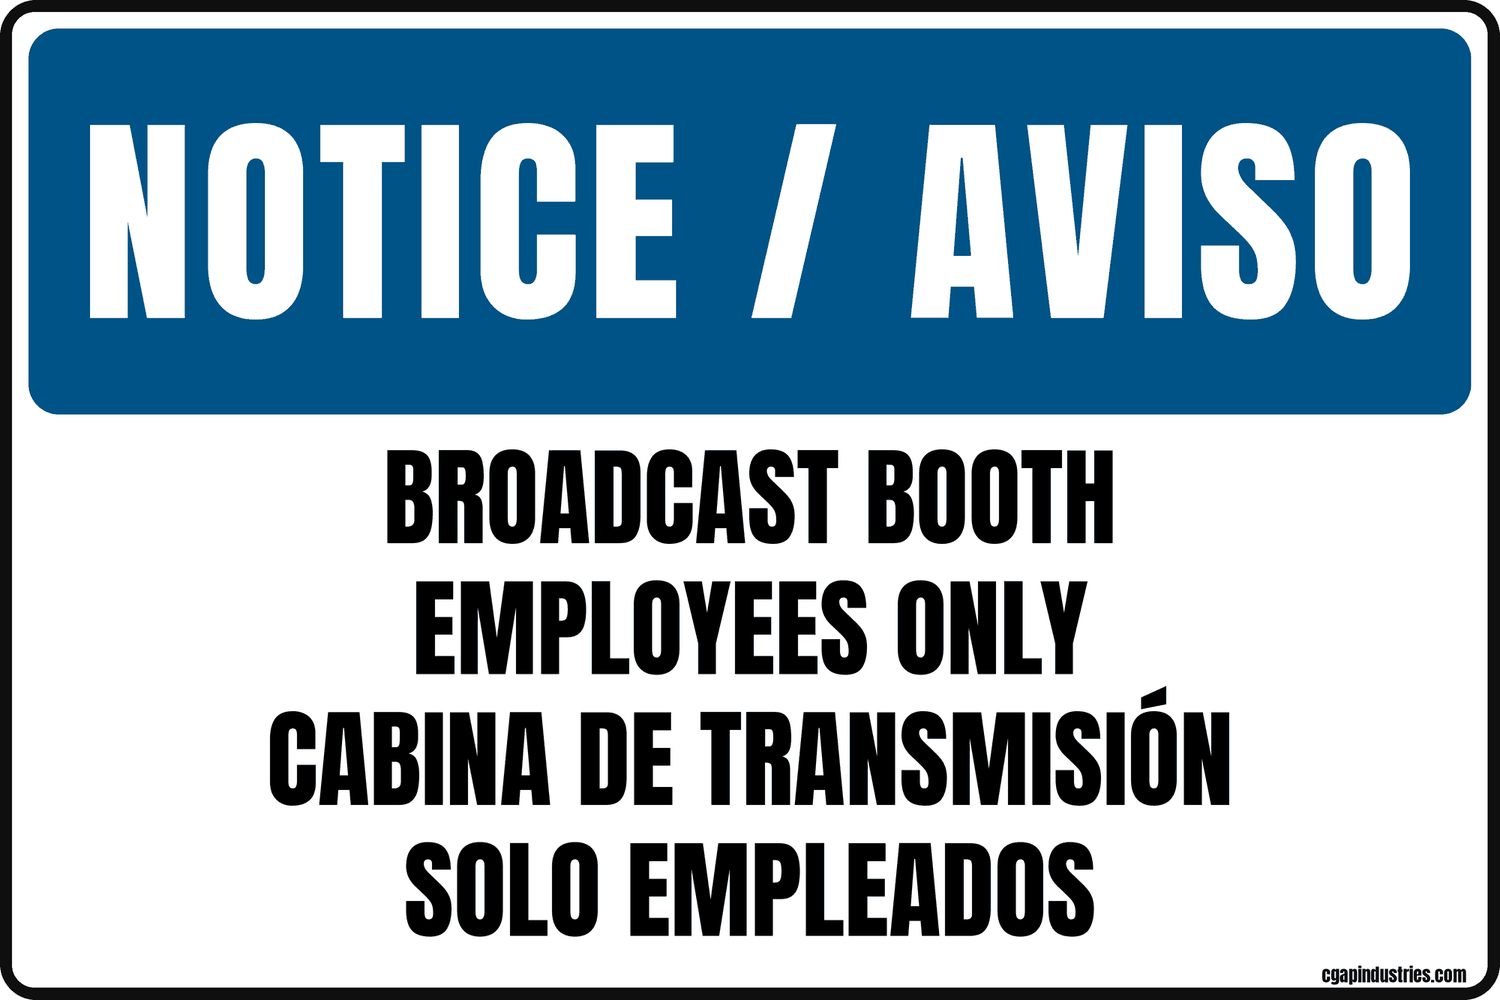 NOTICE / AVISO
BROADCAST BOOTH
EMPLOYEES ONLY
CABINA DE TRANSMISIÓN
SOLO EMPLEADOS
cgapindustries.com